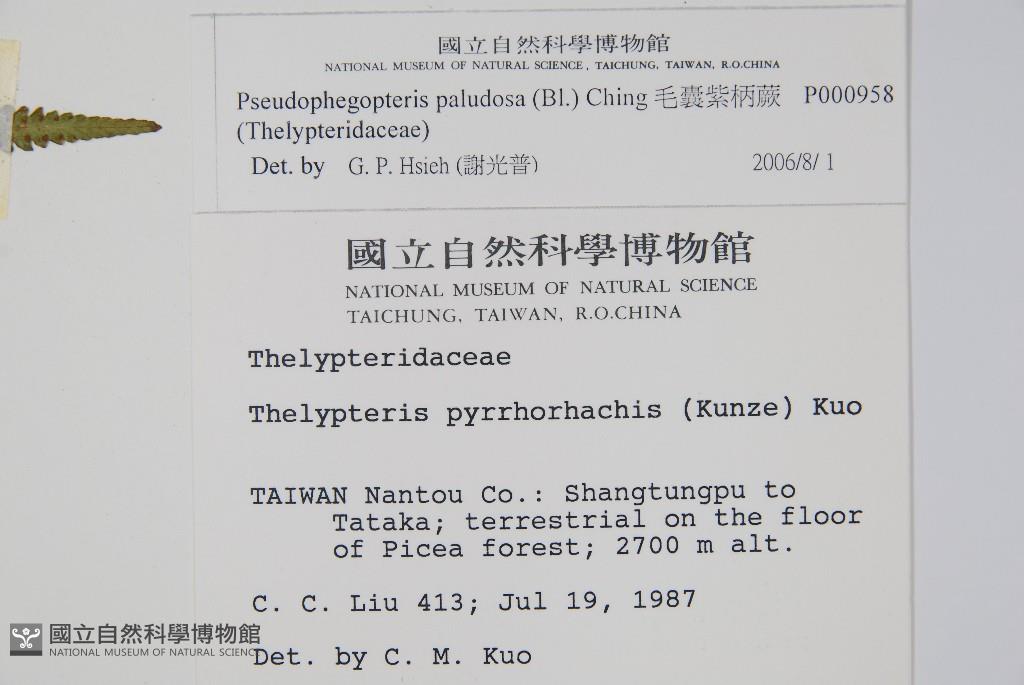 國立自然科學博物館
NATIONAL MUSEUM OF NATURAL SCIENCE, TAICHUNG, TAIWAN, R.O.CHINA
Pseudophegopteris paludosa (Bl.) Ching 毛囊紫柄蕨 P000958
(Thelypteridaceae)
Det. by G. P. Hsieh (謝光普) 2006/8/ 1
國立自然科學博物館
NATIONAL MUSEUM OF NATURAL SCIENCE
TAICHUNG, TAIWAN, R.O.CHINA
Thelypteridaceae
Thelypteris pyrrhorhachis (Kunze) Kuo
TAIWAN Nantou Co.: Shangtungpu to
Tataka; terrestrial on the floor
of Picea forest; 2700 m alt.
C. C. Liu 413; Jul 19, 1987
Det. by C. M. Kuo
國立自然科學博物館
NATIONAL MUSEUM OF NATURAL SCIENCE